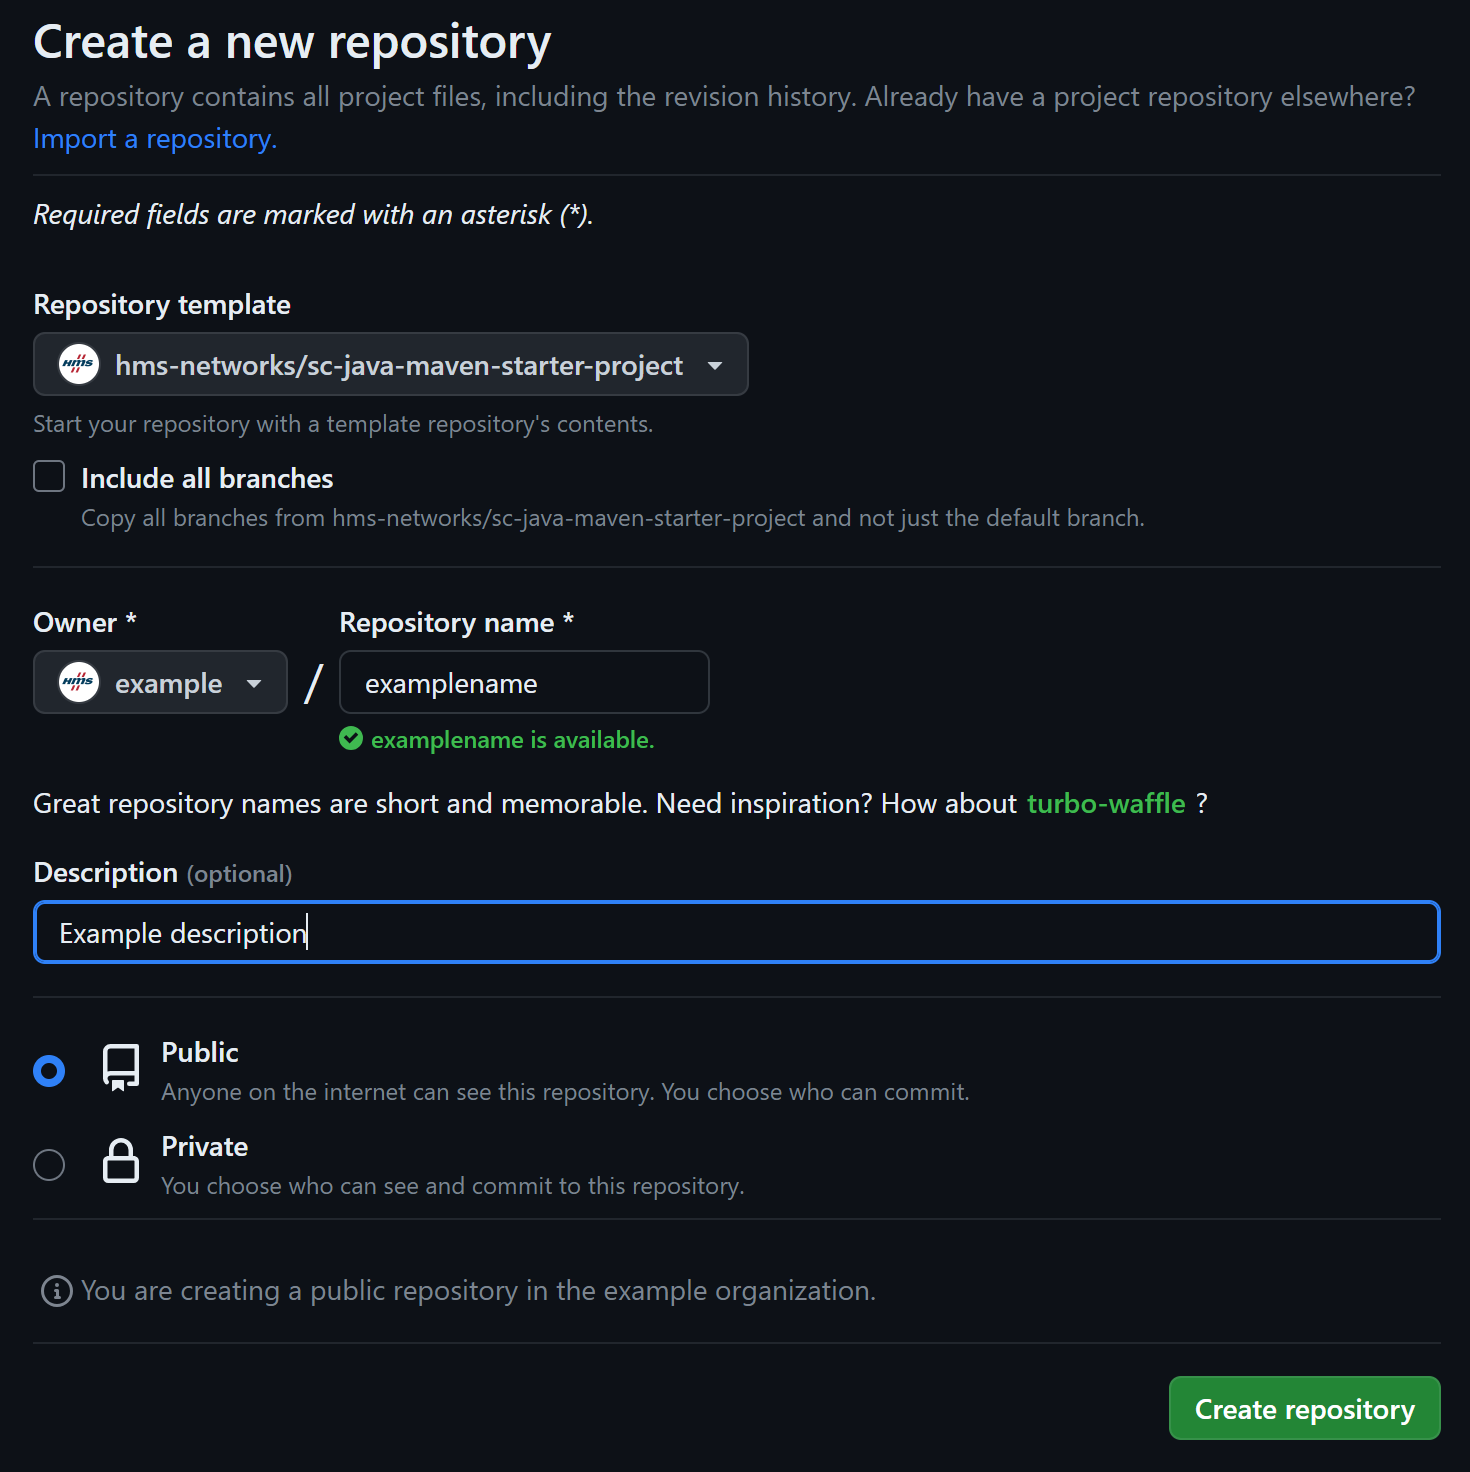 Create a new repository
A repository contains all project files, including the revision history. Already have a project repository elsewhere?
Import a repository.
Required fields are marked with an asterisk (*).
Repository template
hms hms-networks/sc-java-maven-starter-project
Start your repository with a template repository's contents.
Include all branches
Copy all branches from hms-networks/sc-java-maven-starter-project and not just the default branch.
Owner * Repository name *
hms example / examplename
examplename is available.
Great repository names are short and memorable. Need inspiration? How about turbo-waffle ?
Description (optional)
Example description
Public
Anyone on the internet can see this repository. You choose who can commit.
Private
You choose who can see and commit to this repository.
You are creating a public repository in the example organization.
Create repository